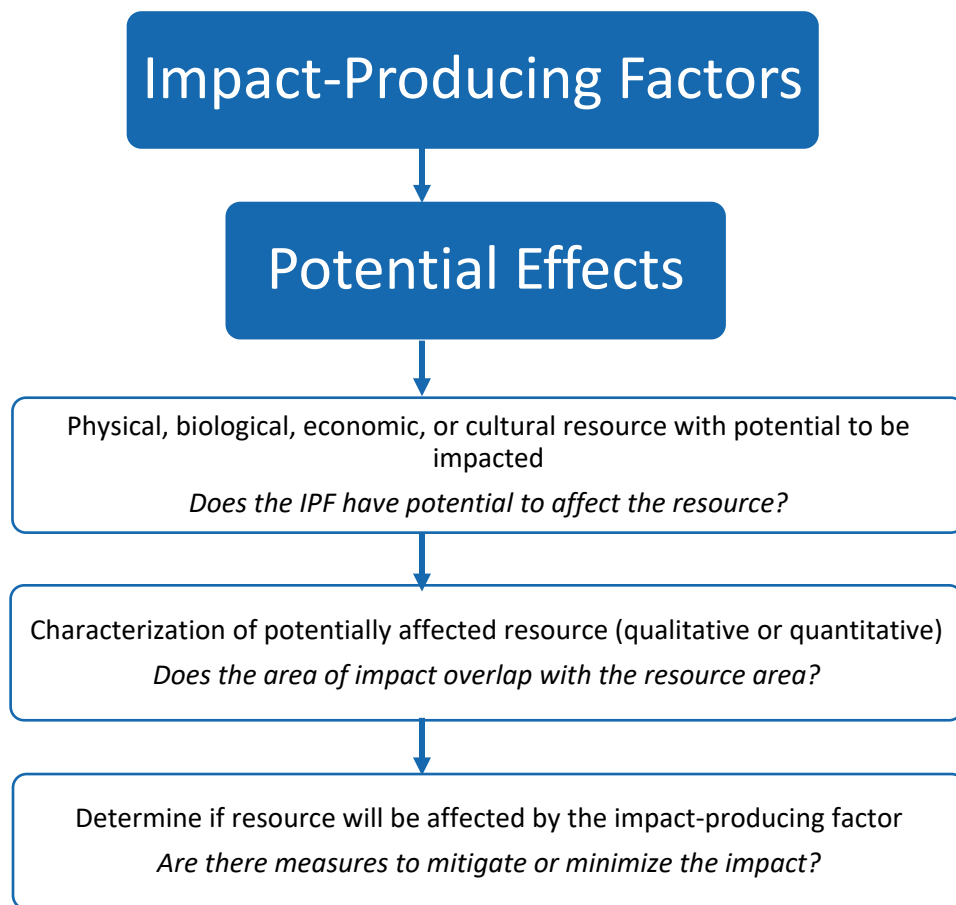 Impact-Producing Factors
Potential Effects
Physical, biological, economic, or cultural resource with potential to be
impacted
Does the IPF have potential to affect the resource?
Characterization of potentially affected resource (qualitative or quantitative)
Does the area of impact overlap with the resource area?
Determine if resource will be affected by the impact-producing factor
Are there measures to mitigate or minimize the impact?